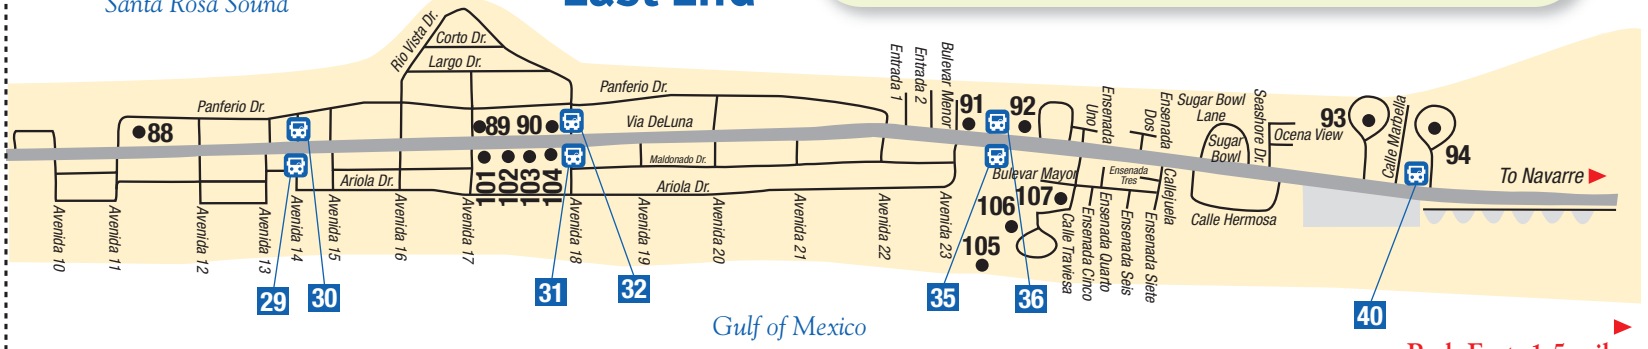 Santa Rosa Sound
East End
Rio Vista Dr.
Corto Dr.
Largo Dr.
Panferio Dr.
Panferio Dr.
Via DeLuna
Maldonado Dr.
Ariola Dr.
Ariola Dr.
88
89
90
101
102
103
104
Avenida 10
Avenida 11
Avenida 12
Avenida 13
Avenida 14
Avenida 15
Avenida 16
Avenida 17
Avenida 18
Avenida 19
Avenida 20
Avenida 21
Avenida 22
Avenida 23
Entrada 1
Entrada 2
Bulevar Menor
91
92
Ensenada
Uno
Ensenada
Dos
Ensenada
Tres
Callejuela
Bulevar Mayor
107
106
105
Calle Traviesa
Ensenada Cinco
Ensenada Quarto
Ensenada Seis
Ensenada Siete
Sugar Bowl
Lane
Sugar
Bowl
Seashore Dr.
Ocena View
Calle Hermosa
93
Calle Marbella
94
To Navarre
29
30
31
32
35
36
40
Gulf of Mexico